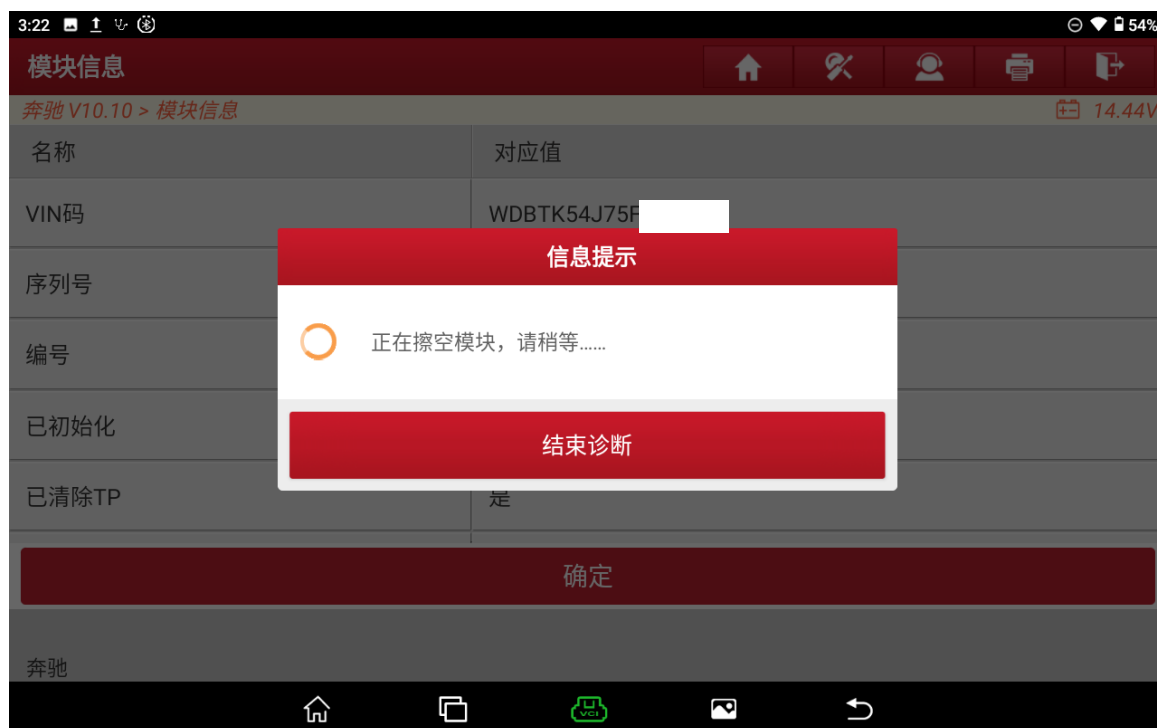 3:22
54%
模块信息
奔驰 V10.10 > 模块信息
14.44V
名称
对应值
VIN码
WDBTK54J75F
信息提示
序列号
正在擦空模块，请稍等......
编号
已初始化
结束诊断
已清除TP
是
确定
奔驰
VCI